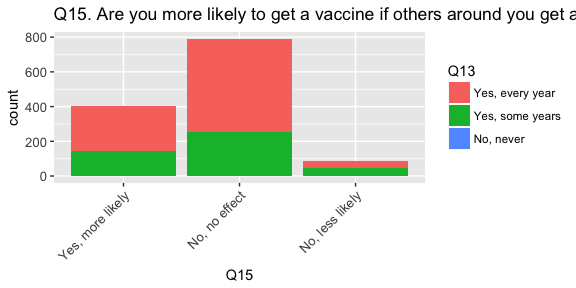 Q15. Are you more likely to get a vaccine if others around you get a
800
600
400
200
0
count
Yes, more likely
No, no effect
No, less likely
Q15
Q13
Yes, every year
Yes, some years
No, never